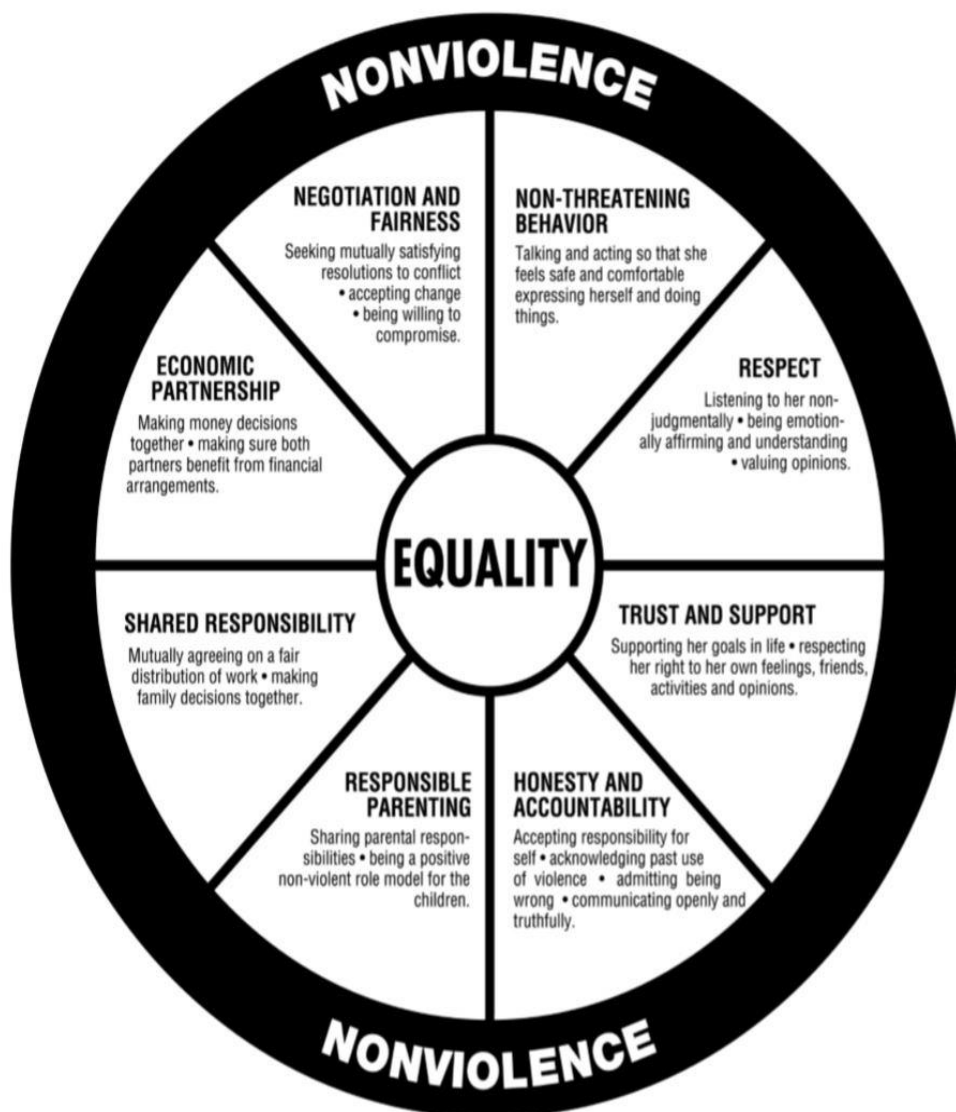 NONVIOLENCE
NEGOTIATION AND
FAIRNESS
Seeking mutually satisfying
resolutions to conflict
• accepting change
• being willing to
compromise.
NON-THREATENING
BEHAVIOR
Talking and acting so that she
feels safe and comfortable
expressing herself and doing
things.
ECONOMIC
PARTNERSHIP
Making money decisions
together • making sure both
partners benefit from financial
arrangements.
RESPECT
Listening to her non-
judgmentally • being emotion-
ally affirming and understanding
• valuing opinions.
EQUALITY
SHARED RESPONSIBILITY
Mutually agreeing on a fair
distribution of work • making
family decisions together.
TRUST AND SUPPORT
Supporting her goals in life • respecting
her right to her own feelings, friends,
activities and opinions.
RESPONSIBLE
PARENTING
Sharing parental respon-
sibilities • being a positive
non-violent role model for the
children.
HONESTY AND
ACCOUNTABILITY
Accepting responsibility for
self • acknowledging past use
of violence • admitting being
wrong • communicating openly and
truthfully.
NONVIOLENCE